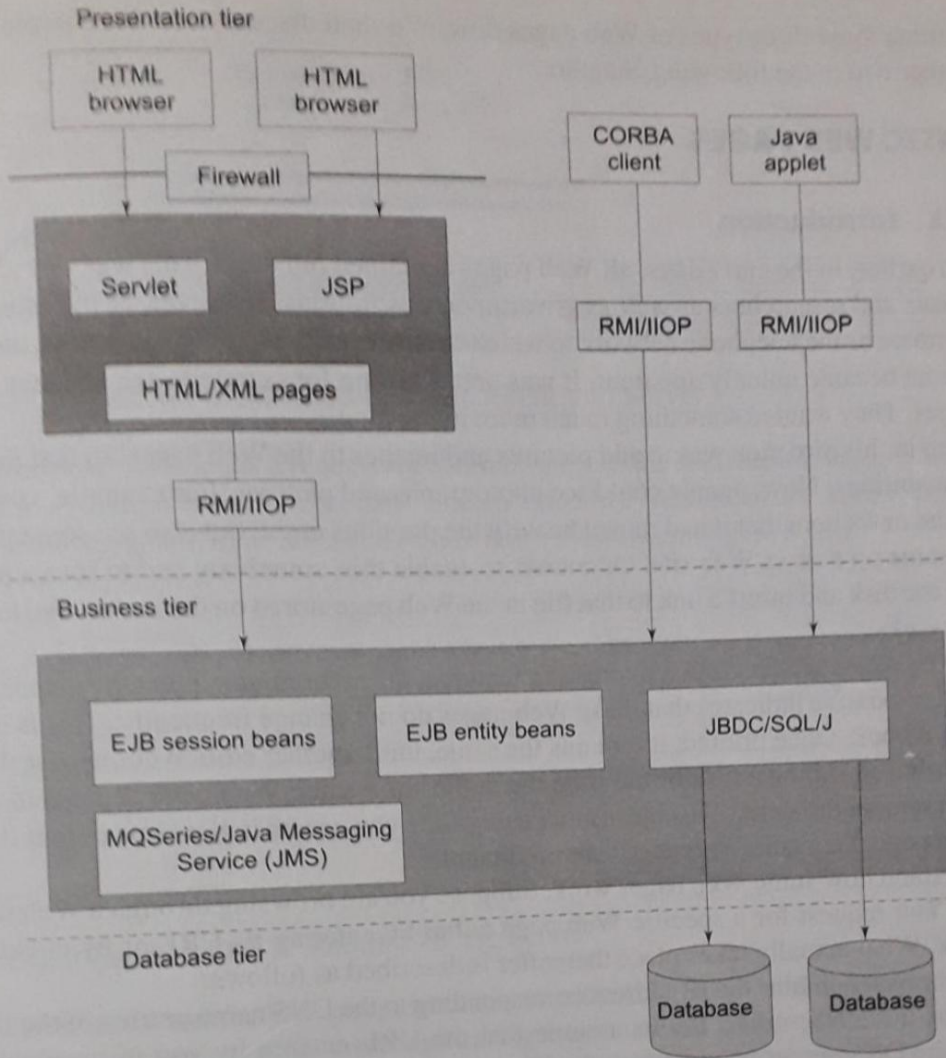 Presentation tier
HTML
browser
HTML
browser
CORBA
client
Java
applet
Firewall
Servlet
JSP
HTML/XML pages
RMI/IIOP
RMI/IIOP
RMI/IIOP
Business tier
EJB session beans
EJB entity beans
JBDC/SQL/J
MQSeries/Java Messaging
Service (JMS)
Database tier
Database
Database